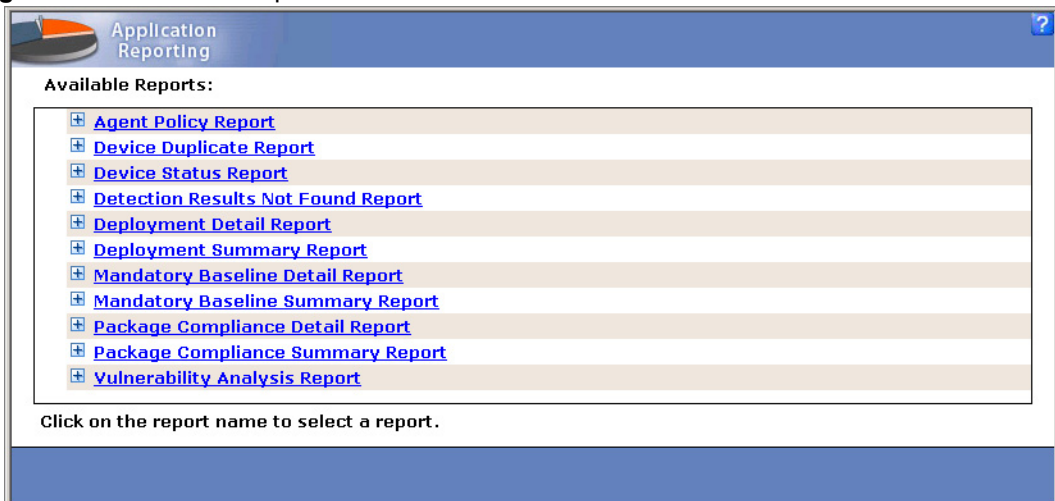 Application
Reporting
?
Available Reports:
Agent Policy Report
Device Duplicate Report
Device Status Report
Detection Results Not Found Report
Deployment Detail Report
Deployment Summary Report
Mandatory Baseline Detail Report
Mandatory Baseline Summary Report
Package Compliance Detail Report
Package Compliance Summary Report
Vulnerability Analysis Report
Click on the report name to select a report.